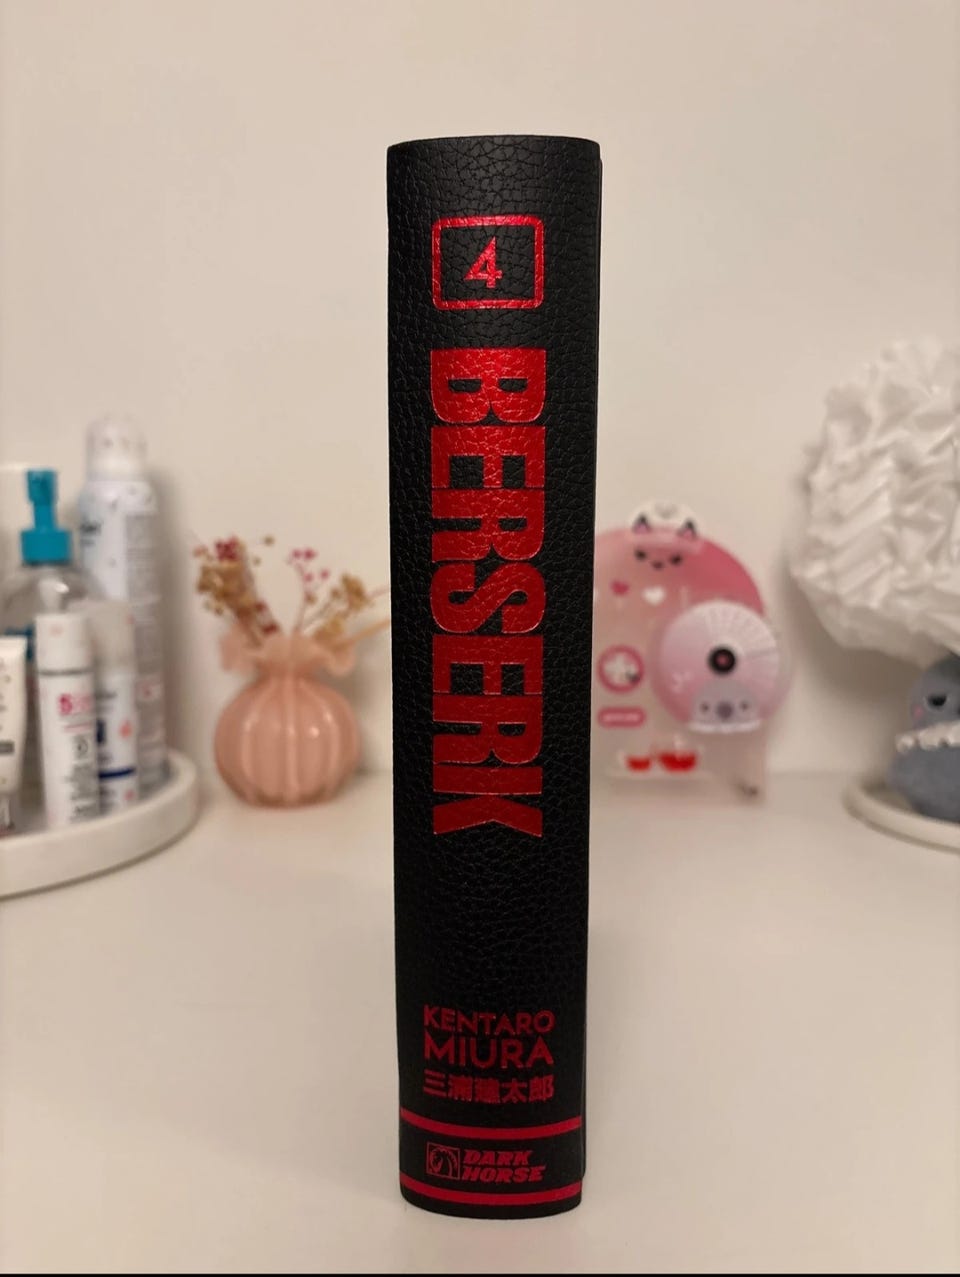 4
BERSERK
KENTARO
MIURA
三浦建太郎
DARK
HORSE